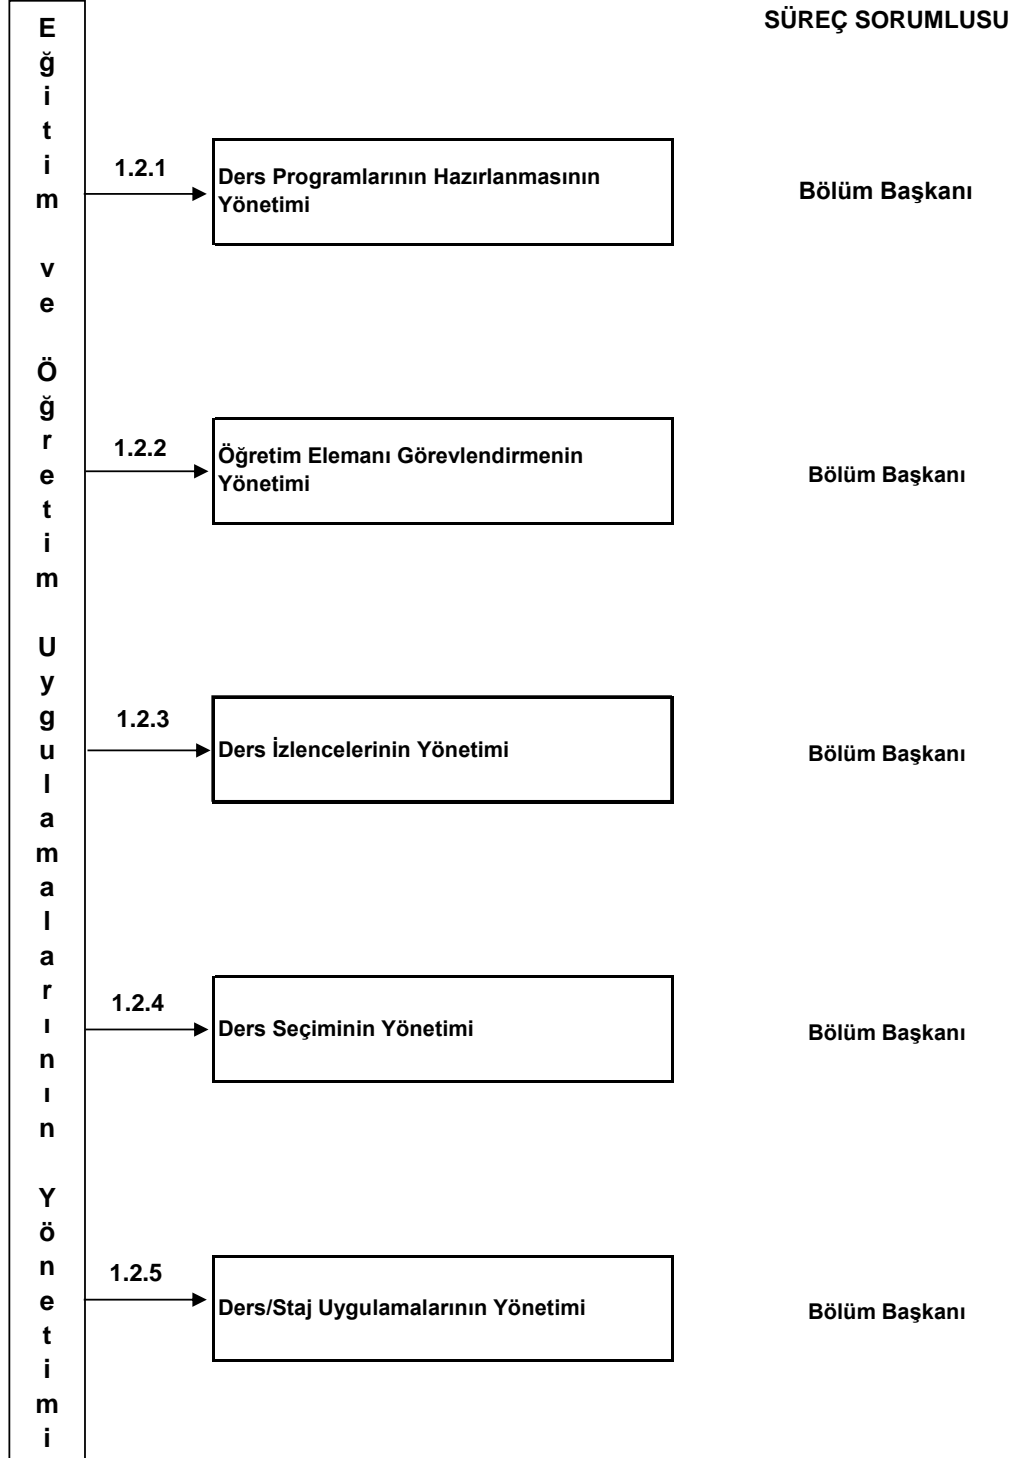 SÜREÇ SORUMLUSU
E
ğ
i
t
i
m
v
e
Ö
ğ
r
e
t
i
m
U
y
g
u
l
a
m
a
l
a
r
ı
n
ı
n
Y
ö
n
e
t
i
m
i
1.2.1
Ders Programlarının Hazırlanmasının
Yönetimi
Bölüm Başkanı
1.2.2
Öğretim Elemanı Görevlendirmenin
Yönetimi
Bölüm Başkanı
1.2.3
Ders İzlencelerinin Yönetimi
Bölüm Başkanı
1.2.4
Ders Seçiminin Yönetimi
Bölüm Başkanı
1.2.5
Ders/Staj Uygulamalarının Yönetimi
Bölüm Başkanı